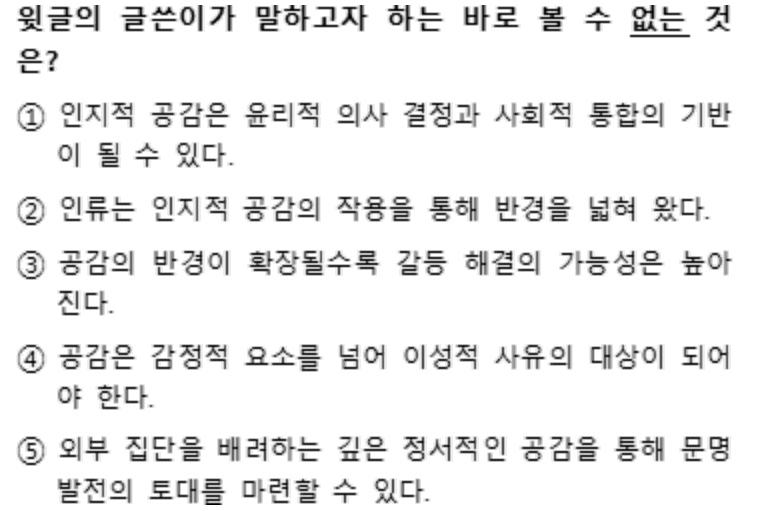 윗글의 글쓴이가 말하고자 하는 바로 볼 수 없는 것
은?
① 인지적 공감은 윤리적 의사 결정과 사회적 통합의 기반
이 될 수 있다.
② 인류는 인지적 공감의 작용을 통해 반경을 넓혀 왔다.
③ 공감의 반경이 확장될수록 갈등 해결의 가능성은 높아
진다.
④ 공감은 감정적 요소를 넘어 이성적 사유의 대상이 되어
야 한다.
⑤ 외부 집단을 배려하는 깊은 정서적인 공감을 통해 문명
발전의 토대를 마련할 수 있다.